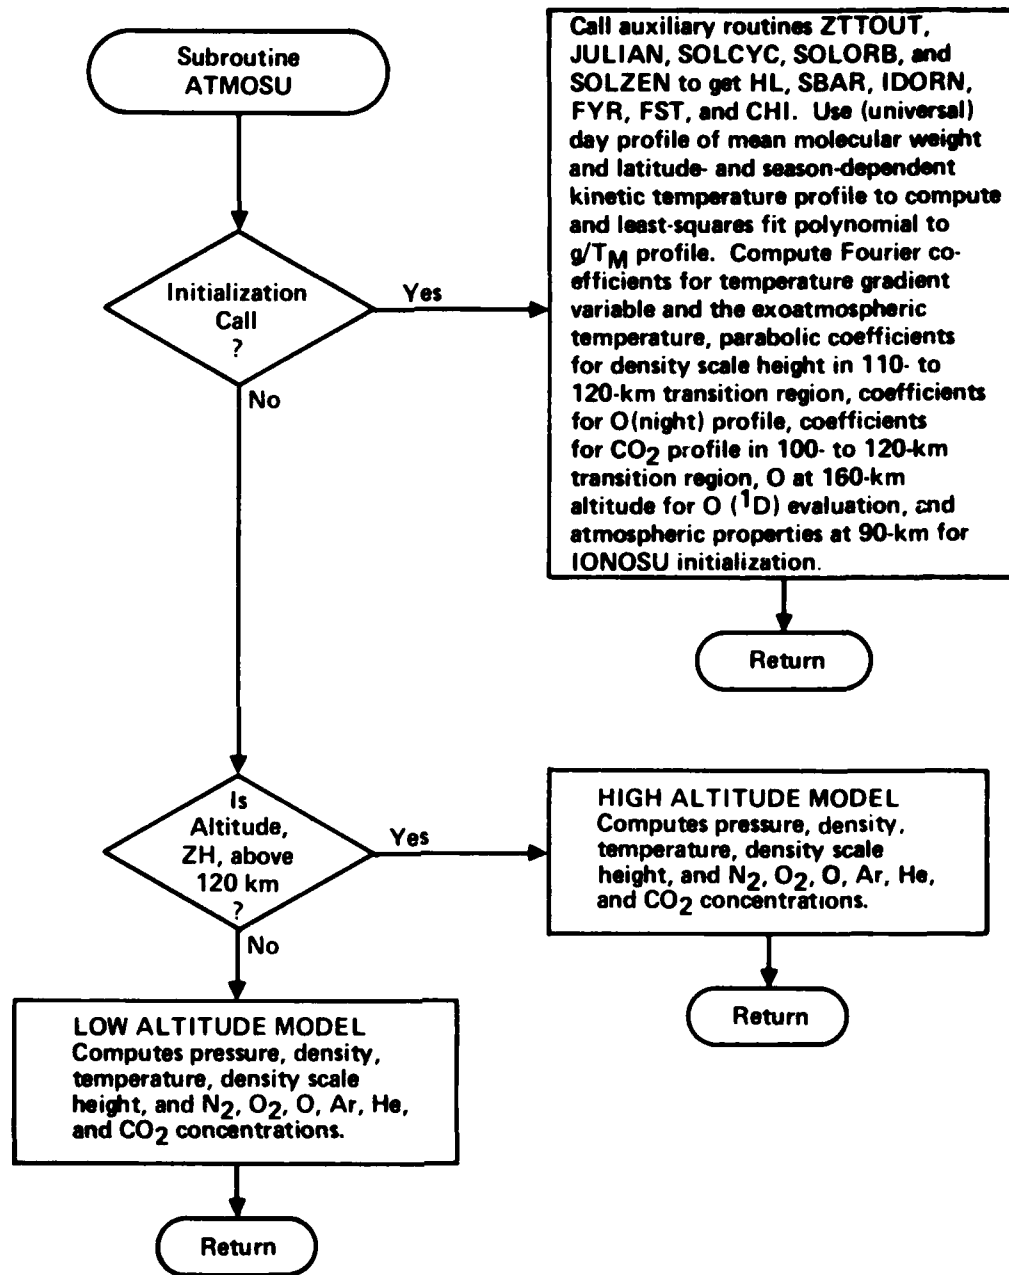 Subroutine
ATMOSU
Initialization
Call
?
Yes
No
Call auxiliary routines ZTTOUT,
JULIAN, SOLCYC, SOLORB, and
SOLZEN to get HL, SBAR, IDORN,
FYR, FST, and CHI. Use (universal)
day profile of mean molecular weight
and latitude- and season-dependent
kinetic temperature profile to compute
and least-squares fit polynomial to
g/TM profile. Compute Fourier co-
efficients for temperature gradient
variable and the exoatmospheric
temperature, parabolic coefficients
for density scale height in 110- to
120-km transition region, coefficients
for O(night) profile, coefficients
for CO2 profile in 100- to 120-km
transition region, O at 160-km
altitude for O (1D) evaluation, and
atmospheric properties at 90-km for
IONOSU initialization.
Return
Is
Altitude,
ZH, above
120 km
?
Yes
No
HIGH ALTITUDE MODEL
Computes pressure, density,
temperature, density scale
height, and N2, O2, O, Ar, He,
and CO2 concentrations.
Return
LOW ALTITUDE MODEL
Computes pressure, density,
temperature, density scale
height, and N2, O2, O, Ar, He,
and CO2 concentrations.
Return